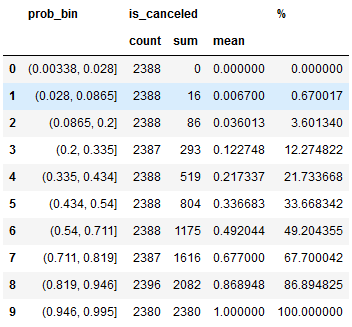 prob_bin is_canceled %
count sum mean
0 (0.00338, 0.028] 2388 0 0.000000 0.000000
1 (0.028, 0.0865] 2388 16 0.006700 0.670017
2 (0.0865, 0.2] 2388 86 0.036013 3.601340
3 (0.2, 0.335] 2387 293 0.122748 12.274822
4 (0.335, 0.434] 2388 519 0.217337 21.733668
5 (0.434, 0.54] 2388 804 0.336683 33.668342
6 (0.54, 0.711] 2388 1175 0.492044 49.204355
7 (0.711, 0.819] 2387 1616 0.677000 67.700042
8 (0.819, 0.946] 2396 2082 0.868948 86.894825
9 (0.946, 0.995] 2380 2380 1.000000 100.000000